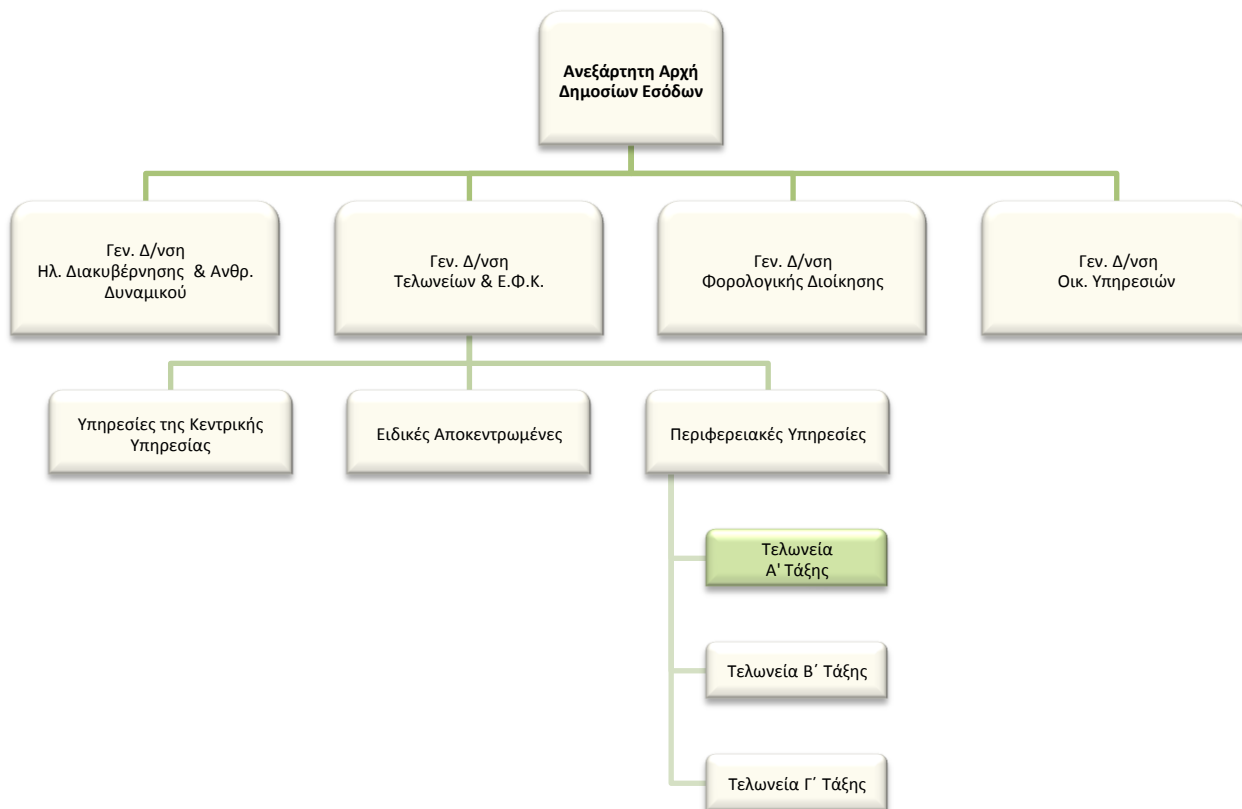 Ανεξάρτητη Αρχή
Δημοσίων Εσόδων
Γεν. Δ/νση
Ηλ. Διακυβέρνησης & Ανθρ.
Δυναμικού
Γεν. Δ/νση
Τελωνείων & Ε.Φ.Κ.
Γεν. Δ/νση
Φορολογικής Διοίκησης
Γεν. Δ/νση
Οικ. Υπηρεσιών
Υπηρεσίες της Κεντρικής
Υπηρεσίας
Ειδικές Αποκεντρωμένες
Περιφερειακές Υπηρεσίες
Τελωνεία
Α' Τάξης
Τελωνεία Β΄ Τάξης
Τελωνεία Γ΄ Τάξης